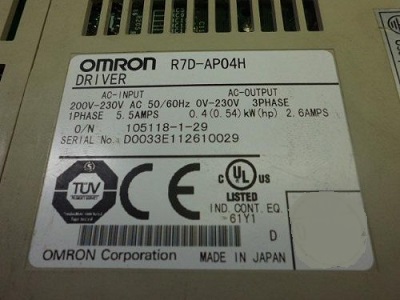 OMRON R7D-AP04H
DRIVER
AC-INPUT AC-OUTPUT
200V-230V AC 50/60Hz 0V-230V 3PHASE
1PHASE 5.5AMPS 0.4(0.54)kW(hp) 2.6AMPS
O/N 105118-1-29
SERIAL No. D0033E112610029
TÜV
CE
C UL US
LISTED
IND. CONT. EQ.
61Y1
D
OMRON Corporation MADE IN JAPAN